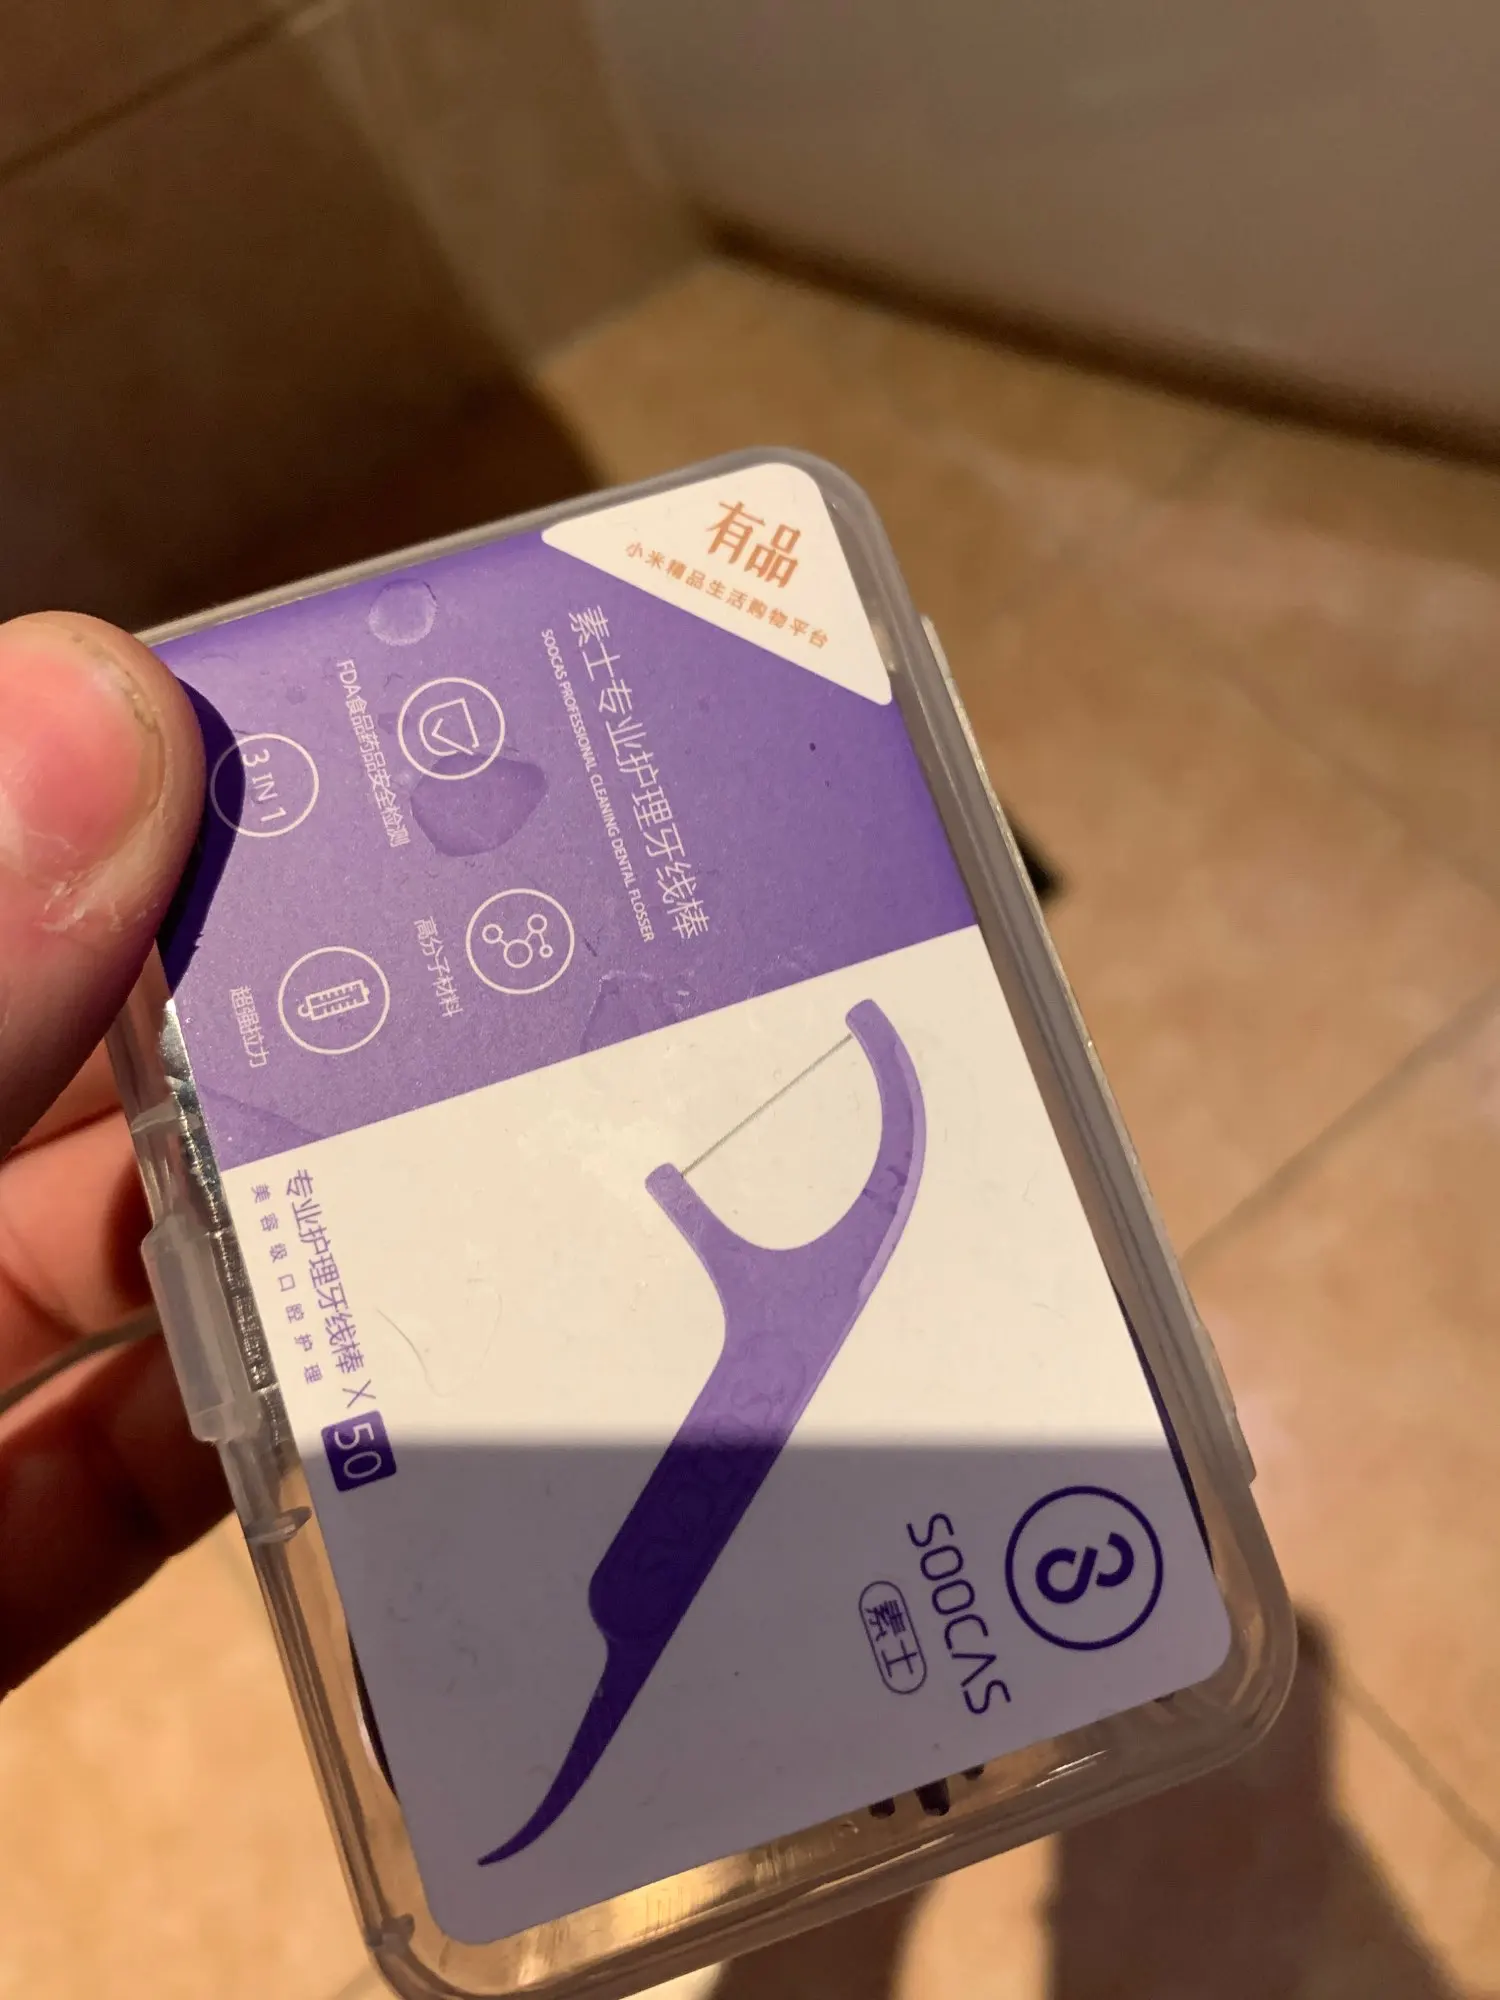 SOOCAS
素士
有品
小米精品生活购物平台
素士专业护理牙线棒
SOOCAS PROFESSIONAL CLEANING DENTAL FLOSSER
FDA食品药品安全检测
高分子材料
3 IN 1
超强拉力
专业护理牙线棒 X 50
美容级口腔护理